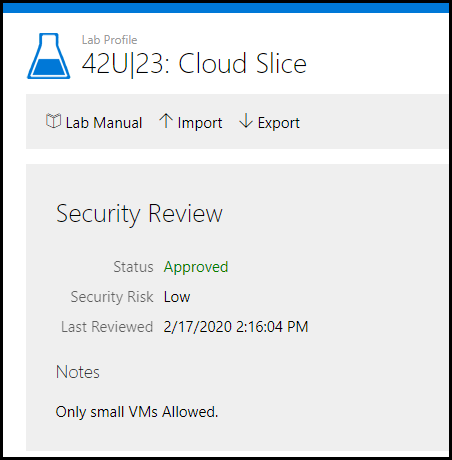 Lab Profile
42U|23: Cloud Slice
Lab Manual Import Export
Security Review
Status Approved
Security Risk Low
Last Reviewed 2/17/2020 2:16:04 PM
Notes
Only small VMs Allowed.